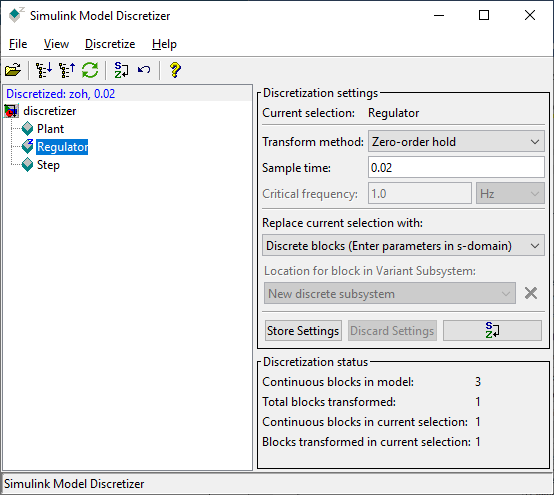 Simulink Model Discretizer
File View Discretize Help
Discretized: zoh, 0.02
discretizer
Plant
Regulator
Step
Discretization settings
Current selection: Regulator
Transform method: Zero-order hold
Sample time: 0.02
Critical frequency: 1.0 Hz
Replace current selection with:
Discrete blocks (Enter parameters in s-domain)
Location for block in Variant Subsystem:
New discrete subsystem
Store Settings Discard Settings S Z
Discretization status
Continuous blocks in model: 3
Total blocks transformed: 1
Continuous blocks in current selection: 1
Blocks transformed in current selection: 1
Simulink Model Discretizer